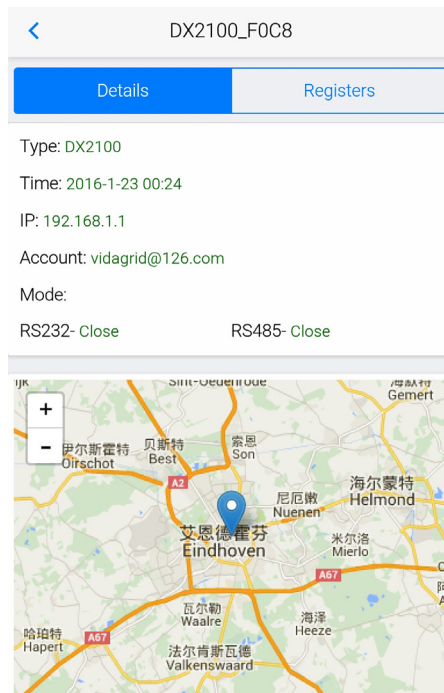 DX2100_F0C8
Details
Registers
Type: DX2100
Time: 2016-1-23 00:24
IP: 192.168.1.1
Account: vidagrid@126.com
Mode:
RS232- Close
RS485- Close
Sint-Oedenrode
海默特
Gemert
+
-
伊尔斯霍特
Oirschot
贝斯特
Best
索恩
Son
A2
尼厄嫩
Nuenen
海尔蒙特
Helmond
艾恩德霍芬
Eindhoven
米尔洛
Mierlo
A67
瓦尔勒
Waalre
海泽
Heeze
哈珀特
Hapert
A67
法尔肯斯瓦德
Valkenswaard